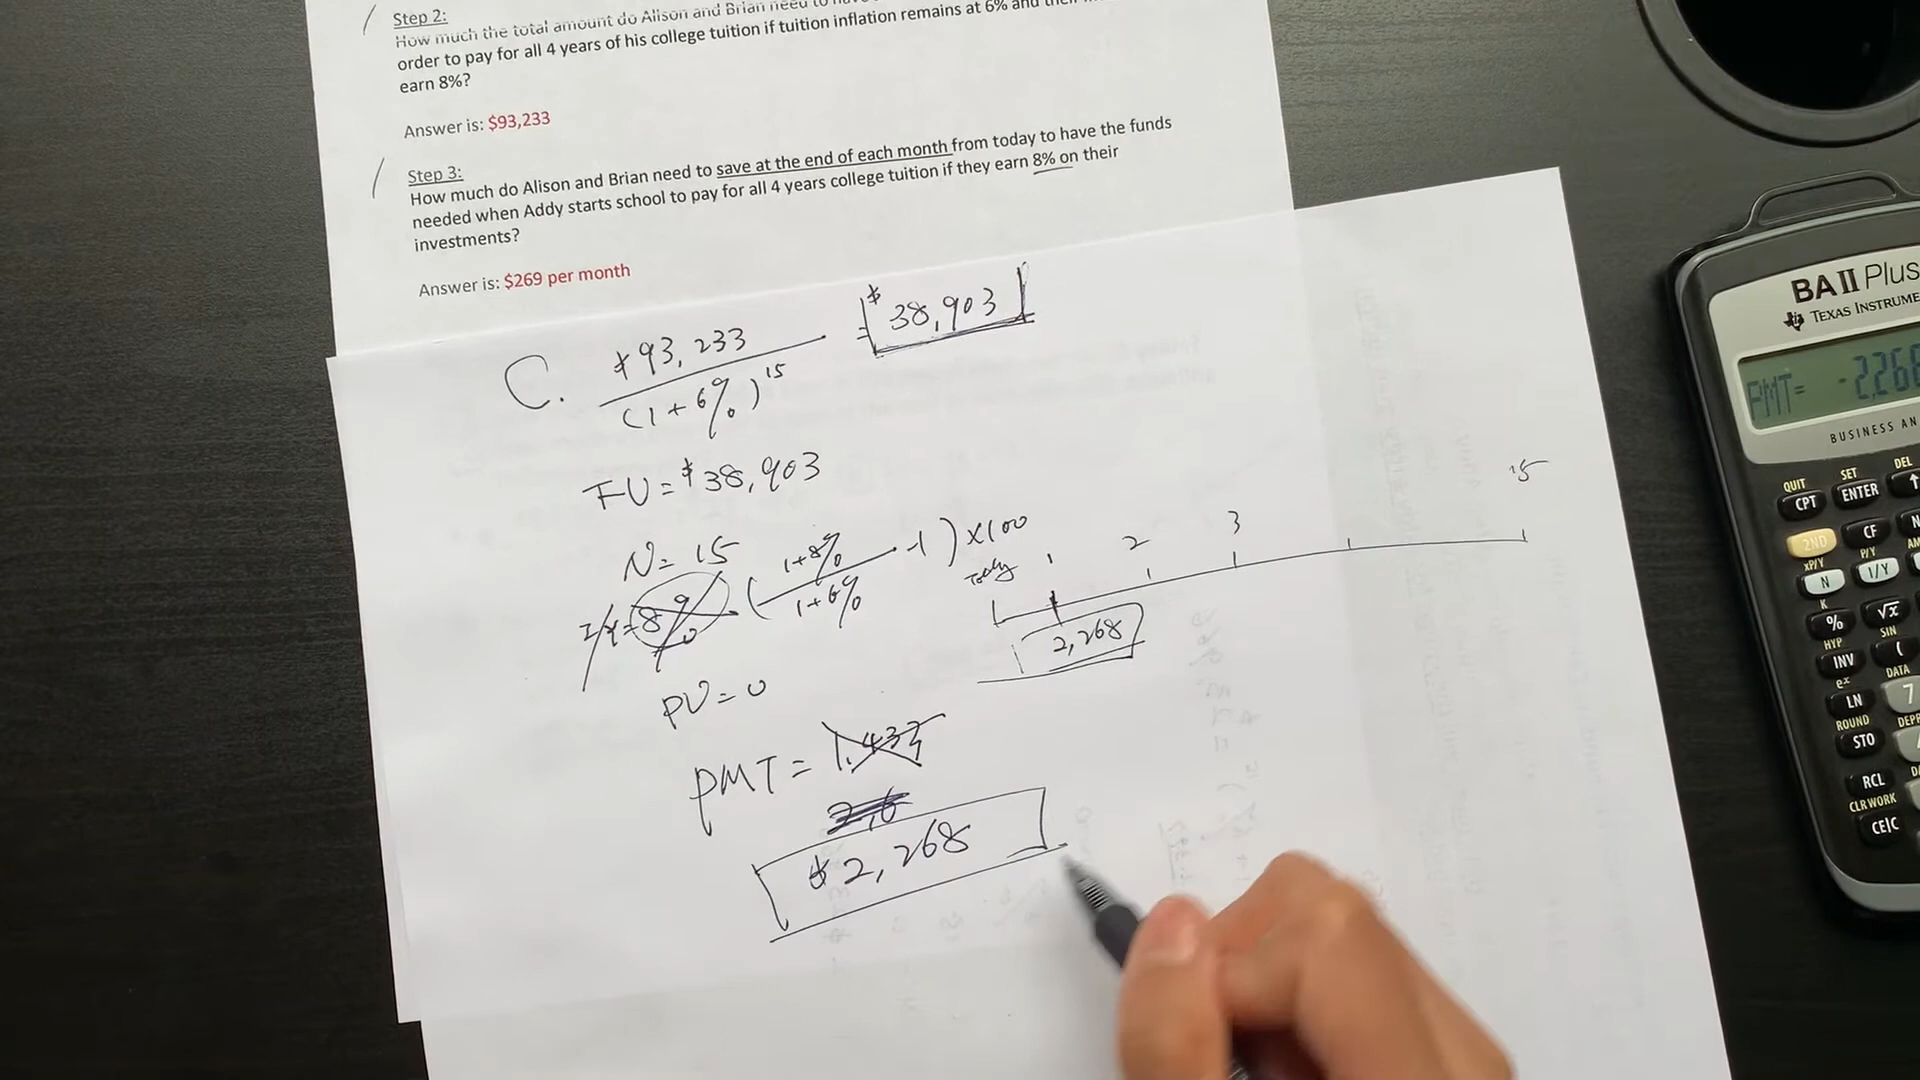 Step 2:
How much the total amount do Alison and Brian need to
order to pay for all 4 years of his college tuition if tuition inflation remains at 6% and their
earn 8%?
Answer is: $93,233
Step 3:
How much do Alison and Brian need to save at the end of each month from today to have the funds
needed when Addy starts school to pay for all 4 years college tuition if they earn 8% on their
investments?
Answer is: $269 per month
C. $93,233 = $38,903
(1+6%)^15
FV = $38,903
N = 15
I/Y = 8% (1+8% -1) x100
1+6%
Today 1 2 3 15
2,268
PV = 0
PMT = 1,433
2,6
$2,268
BA II Plus
TEXAS INSTRUME
PMT= -2,268
BUSINESS AN
QUIT SET DEL
CPT ENTER ↑
2ND CF N
xP/Y P/Y AM
N I/Y
K
% √x
HYP SIN
INV (
e^x DATA
LN 7
ROUND DEPR
STO
RCL
CLR WORK
CE|C